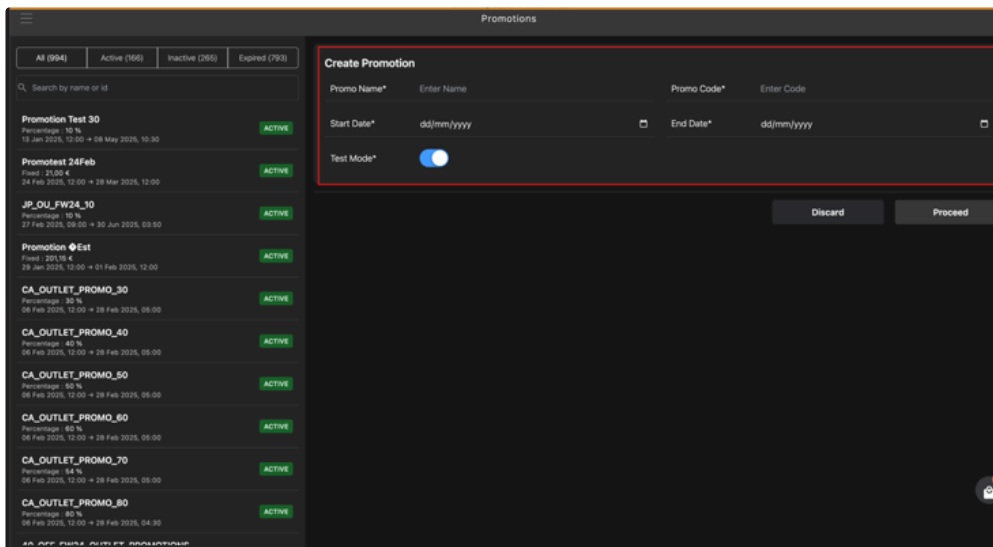 Promotions
All (994)
Active (166)
Inactive (265)
Expired (793)
Search by name or id
Promotion Test 30
Percentage : 10 %
13 Jan 2025, 12:00 → 08 May 2025, 10:30
ACTIVE
Promotest 24Feb
Fixed : 21,00 €
24 Feb 2025, 12:00 → 28 Mar 2025, 12:00
ACTIVE
JP_OU_FW24_10
Percentage : 10 %
27 Feb 2025, 09:00 → 30 Jun 2025, 03:50
ACTIVE
Promotion �Est
Fixed : 201,15 €
29 Jan 2025, 12:00 → 01 Feb 2025, 12:00
ACTIVE
CA_OUTLET_PROMO_30
Percentage : 30 %
06 Feb 2025, 12:00 → 28 Feb 2025, 05:00
ACTIVE
CA_OUTLET_PROMO_40
Percentage : 40 %
06 Feb 2025, 12:00 → 28 Feb 2025, 05:00
ACTIVE
CA_OUTLET_PROMO_50
Percentage : 50 %
06 Feb 2025, 12:00 → 28 Feb 2025, 05:00
ACTIVE
CA_OUTLET_PROMO_60
Percentage : 60 %
06 Feb 2025, 12:00 → 28 Feb 2025, 05:00
ACTIVE
CA_OUTLET_PROMO_70
Percentage : 54 %
06 Feb 2025, 12:00 → 28 Feb 2025, 05:00
ACTIVE
CA_OUTLET_PROMO_80
Percentage : 80 %
06 Feb 2025, 12:00 → 28 Feb 2025, 04:30
ACTIVE
40_OFF_FW24_OUTLET_PROMOTIONS
Create Promotion
Promo Name*
Enter Name
Promo Code*
Enter Code
Start Date*
dd/mm/yyyy
End Date*
dd/mm/yyyy
Test Mode*
Discard
Proceed